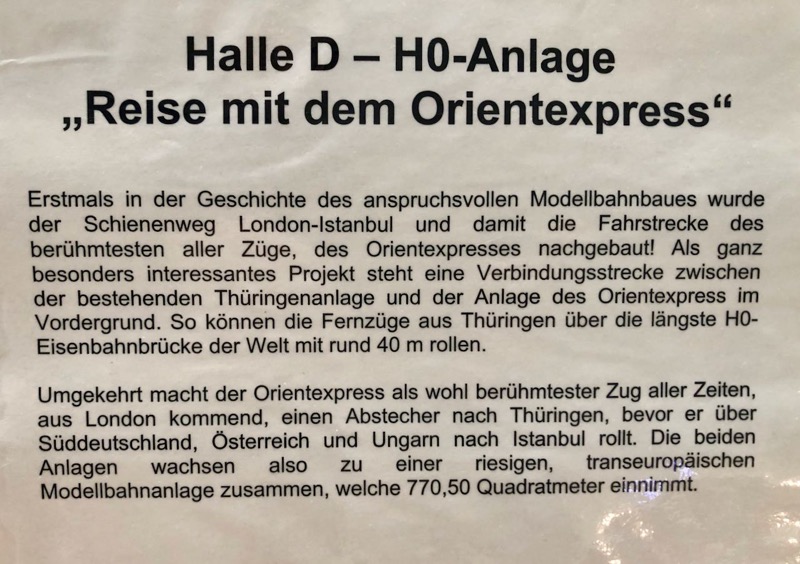 Halle D – H0-Anlage
„Reise mit dem Orientexpress“
Erstmals in der Geschichte des anspruchsvollen Modellbahnbaues wurde
der Schienenweg London-Istanbul und damit die Fahrstrecke des
berühmtesten aller Züge, des Orientexpresses nachgebaut! Als ganz
besonders interessantes Projekt steht eine Verbindungsstrecke zwischen
der bestehenden Thüringenanlage und der Anlage des Orientexpress im
Vordergrund. So können die Fernzüge aus Thüringen über die längste H0-
Eisenbahnbrücke der Welt mit rund 40 m rollen.
Umgekehrt macht der Orientexpress als wohl berühmtester Zug aller Zeiten,
aus London kommend, einen Abstecher nach Thüringen, bevor er über
Süddeutschland, Österreich und Ungarn nach Istanbul rollt. Die beiden
Anlagen wachsen also zu einer riesigen, transeuropäischen
Modellbahnanlage zusammen, welche 770,50 Quadratmeter einnimmt.